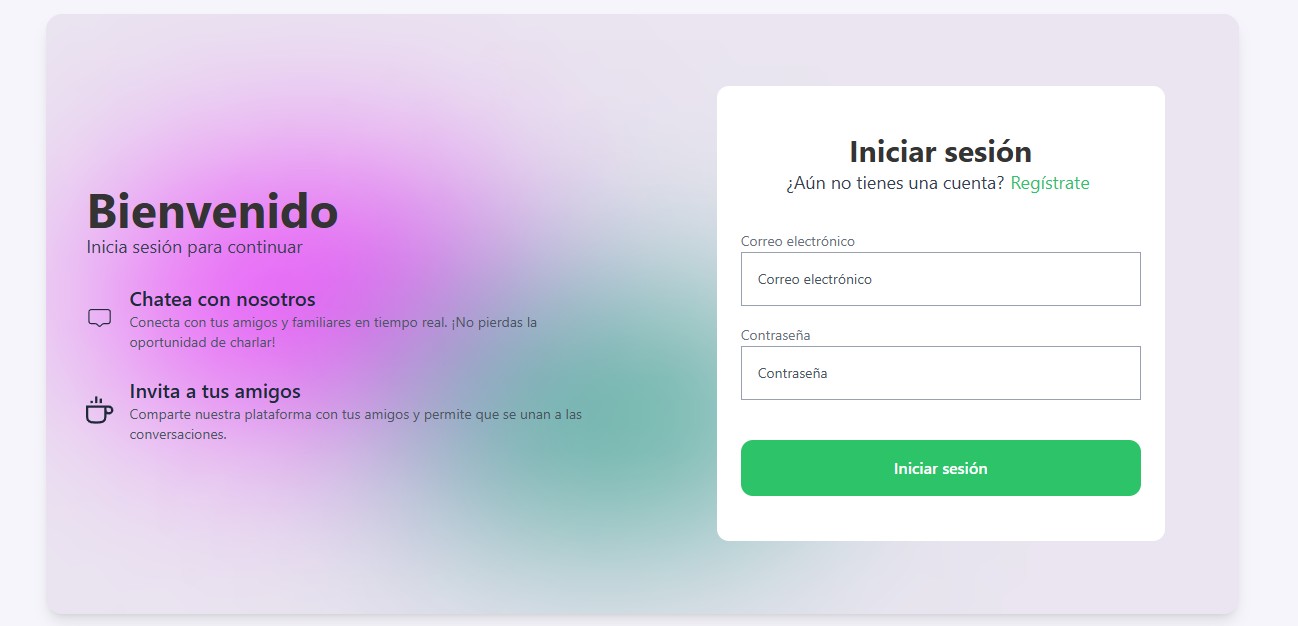 Bienvenido
Inicia sesión para continuar
Chatea con nosotros
Conecta con tus amigos y familiares en tiempo real. ¡No pierdas la
oportunidad de charlar!
Invita a tus amigos
Comparte nuestra plataforma con tus amigos y permite que se unan a las
conversaciones.
Iniciar sesión
¿Aún no tienes una cuenta? Regístrate
Correo electrónico
Correo electrónico
Contraseña
Contraseña
Iniciar sesión